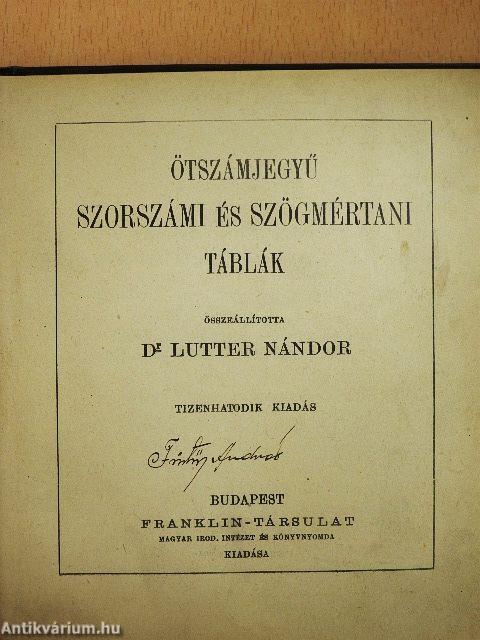 ÖTSZÁMJEGYŰ
SZORSZÁMI ÉS SZÖGMÉRTANI
TÁBLÁK
ÖSSZEÁLLÍTOTTA
Dr LUTTER NÁNDOR
TIZENHATODIK KIADÁS
András
BUDAPEST
FRANKLIN-TÁRSULAT
MAGYAR IROD. INTÉZET ÉS KÖNYVNYOMDA
KIADÁSA
Antikvárium.hu